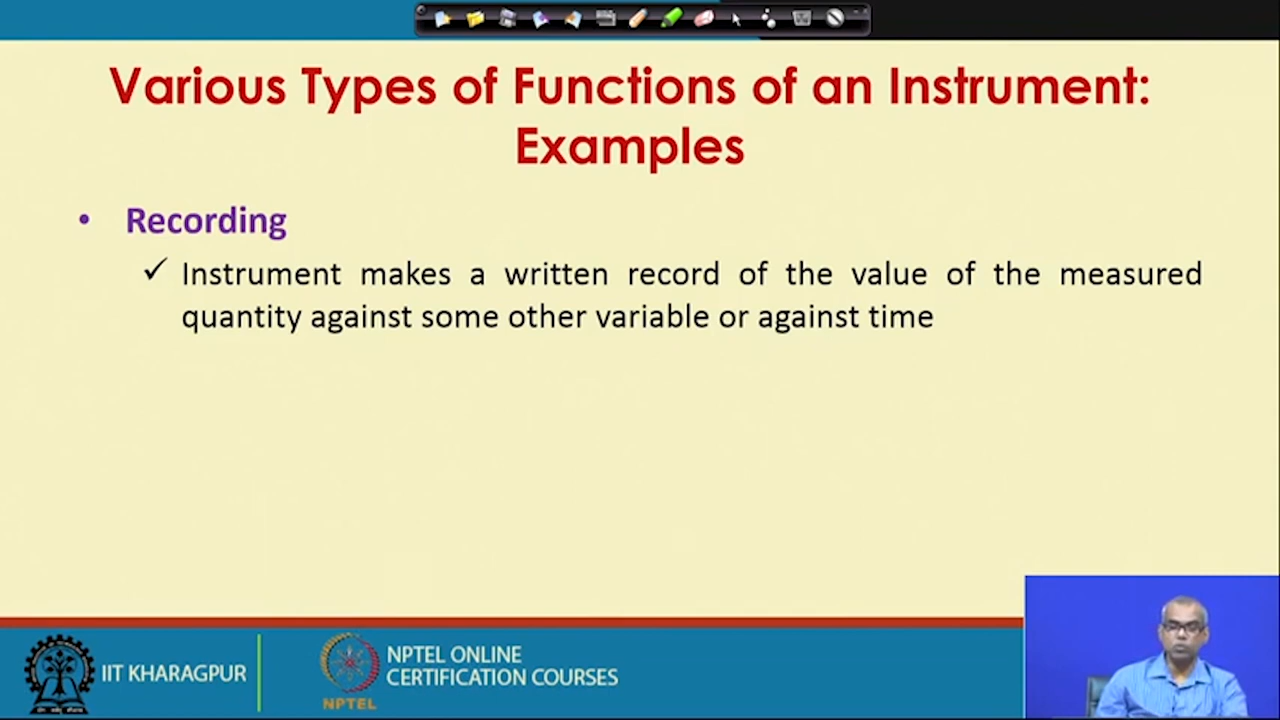 Various Types of Functions of an Instrument:
Examples
• Recording
✓ Instrument makes a written record of the value of the measured
quantity against some other variable or against time
IIT KHARAGPUR
NPTEL
NPTEL ONLINE
CERTIFICATION COURSES